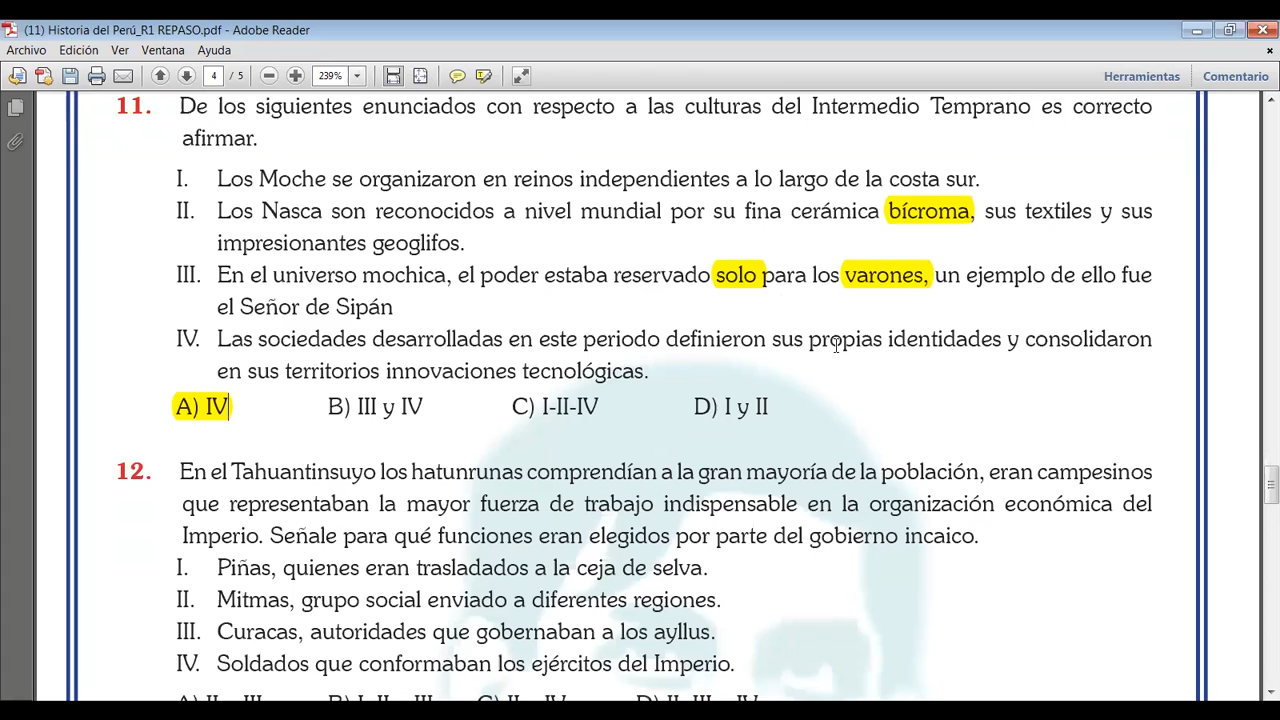 (11) Historia del Perú_R1 REPASO.pdf - Adobe Reader
Archivo Edición Ver Ventana Ayuda
4 / 5 239% Herramientas Comentario
11. De los siguientes enunciados con respecto a las culturas del Intermedio Temprano es correcto
afirmar.
I. Los Moche se organizaron en reinos independientes a lo largo de la costa sur.
II. Los Nasca son reconocidos a nivel mundial por su fina cerámica bícroma, sus textiles y sus
impresionantes geoglifos.
III. En el universo mochica, el poder estaba reservado solo para los varones, un ejemplo de ello fue
el Señor de Sipán
IV. Las sociedades desarrolladas en este periodo definieron sus propias identidades y consolidaron
en sus territorios innovaciones tecnológicas.
A) IV B) III y IV C) I-II-IV D) I y II
12. En el Tahuantinsuyo los hatunrunas comprendían a la gran mayoría de la población, eran campesinos
que representaban la mayor fuerza de trabajo indispensable en la organización económica del
Imperio. Señale para qué funciones eran elegidos por parte del gobierno incaico.
I. Piñas, quienes eran trasladados a la ceja de selva.
II. Mitmas, grupo social enviado a diferentes regiones.
III. Curacas, autoridades que gobernaban a los ayllus.
IV. Soldados que conformaban los ejércitos del Imperio.